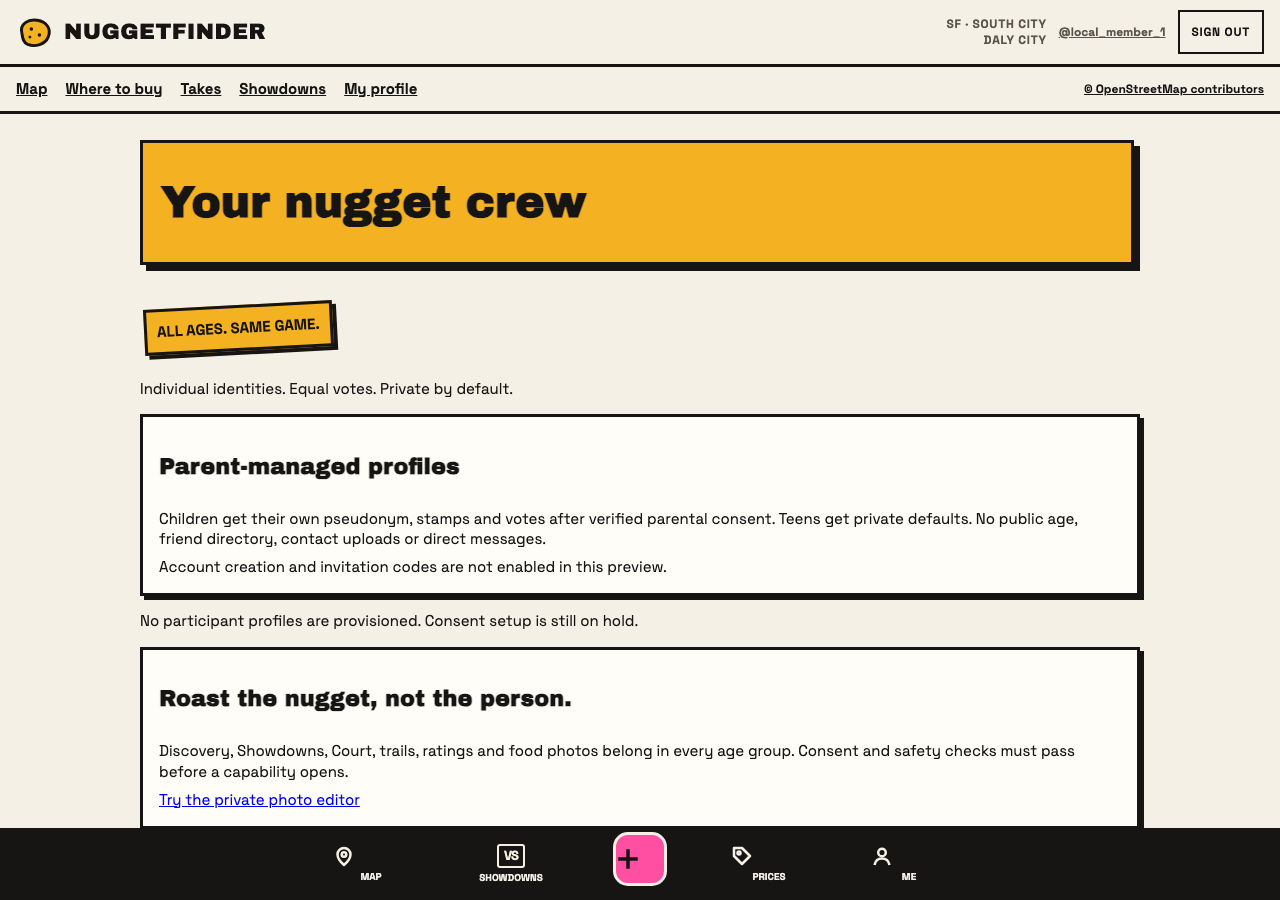 NUGGETFINDER
SF · SOUTH CITY
DALY CITY
@local_member_1
SIGN OUT
Map
Where to buy
Takes
Showdowns
My profile
© OpenStreetMap contributors
Your nugget crew
ALL AGES. SAME GAME.
Individual identities. Equal votes. Private by default.
Parent-managed profiles
Children get their own pseudonym, stamps and votes after verified parental consent. Teens get private defaults. No public age,
friend directory, contact uploads or direct messages.
Account creation and invitation codes are not enabled in this preview.
No participant profiles are provisioned. Consent setup is still on hold.
Roast the nugget, not the person.
Discovery, Showdowns, Court, trails, ratings and food photos belong in every age group. Consent and safety checks must pass
before a capability opens.
Try the private photo editor
MAP
VS
SHOWDOWNS
+
PRICES
ME